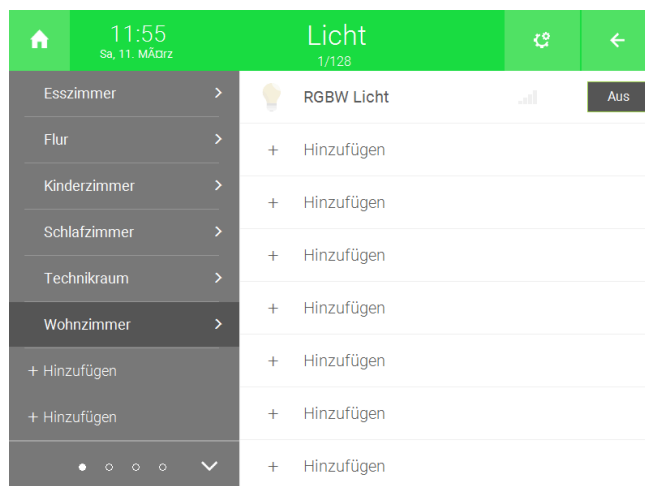 11:55
Sa, 11. MÃ¤rz
Licht
1/128
Esszimmer
Flur
Kinderzimmer
Schlafzimmer
Technikraum
Wohnzimmer
+ Hinzufügen
+ Hinzufügen
RGBW Licht
Aus
+ Hinzufügen
+ Hinzufügen
+ Hinzufügen
+ Hinzufügen
+ Hinzufügen
+ Hinzufügen
+ Hinzufügen